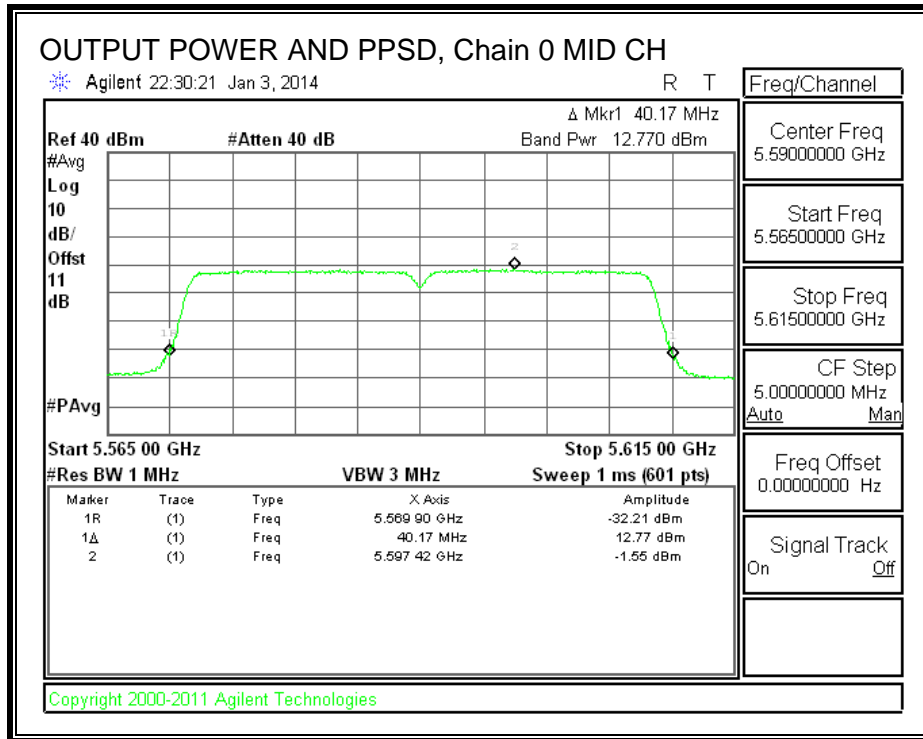 OUTPUT POWER AND PPSD, Chain 0 MID CH
Agilent 22:30:21 Jan 3, 2014 R T
Freq/Channel
Δ Mkr1 40.17 MHz
Ref 40 dBm #Atten 40 dB Band Pwr 12.770 dBm
#Avg
Log
10
dB/
Offst
11
dB
#PAvg
2
1R
1
Start 5.565 00 GHz Stop 5.615 00 GHz
#Res BW 1 MHz VBW 3 MHz Sweep 1 ms (601 pts)
Marker Trace Type X Axis Amplitude
1R (1) Freq 5.569 90 GHz -32.21 dBm
1Δ (1) Freq 40.17 MHz 12.77 dBm
2 (1) Freq 5.597 42 GHz -1.55 dBm
Center Freq
5.59000000 GHz
Start Freq
5.56500000 GHz
Stop Freq
5.61500000 GHz
CF Step
5.00000000 MHz
Auto Man
Freq Offset
0.00000000 Hz
Signal Track
On Off
Copyright 2000-2011 Agilent Technologies